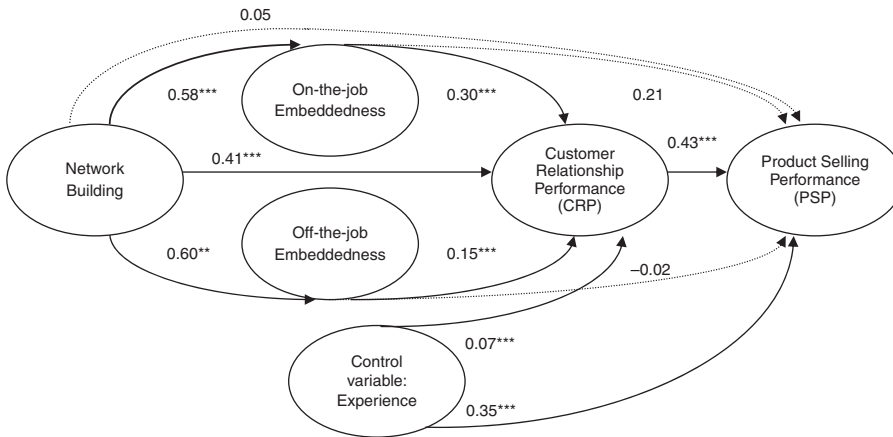 0.05
0.58***
On-the-job
Embeddedness
0.30***
0.21
Network
Building
0.41***
Customer
Relationship
Performance
(CRP)
0.43***
Product Selling
Performance
(PSP)
0.60**
Off-the-job
Embeddedness
0.15***
–0.02
Control
variable:
Experience
0.07***
0.35***